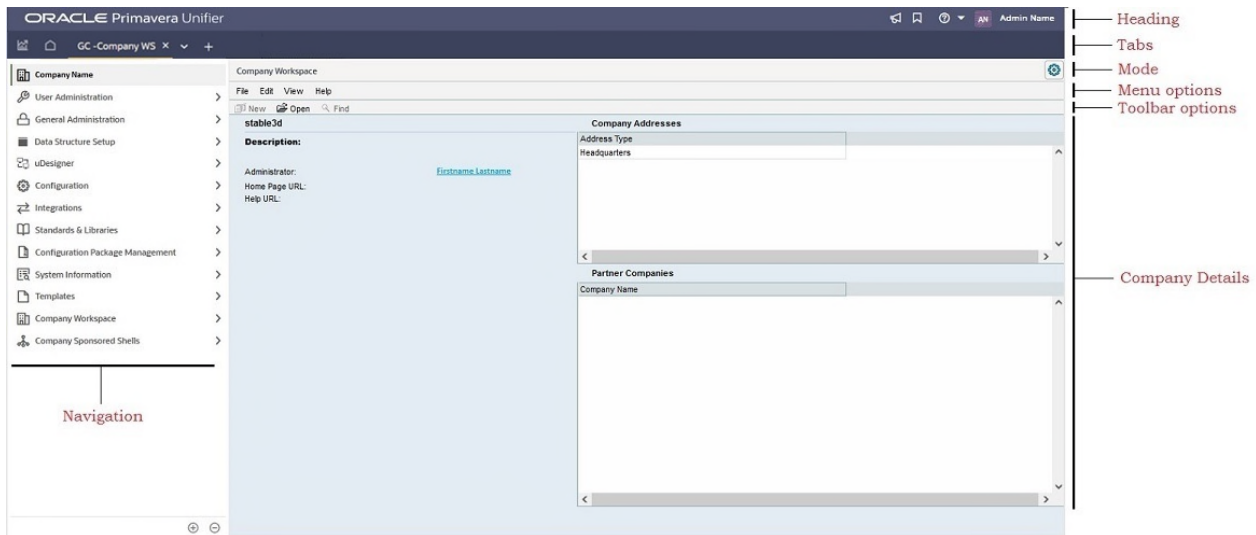 ORACLE Primavera Unifier
AN Admin Name
Heading
GC -Company WS
Tabs
Company Name
Company Workspace
Mode
User Administration
File Edit View Help
Menu options
New Open Find
Toolbar options
General Administration
stable3d
Company Addresses
Data Structure Setup
Description:
Address Type
Headquarters
uDesigner
Administrator:
Firstname Lastname
Configuration
Home Page URL:
Help URL:
Integrations
Standards & Libraries
Configuration Package Management
System Information
Partner Companies
Company Details
Templates
Company Name
Company Workspace
Company Sponsored Shells
Navigation